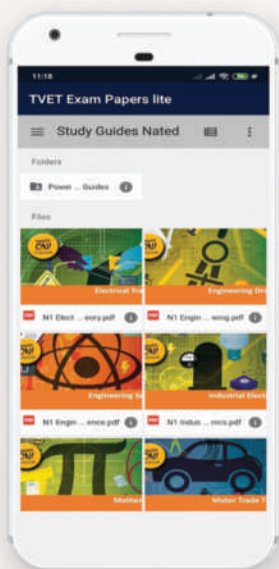 11:18
TVET Exam Papers lite
Study Guides Nated
Folders
Power ... Guides
Files
Electrical Tra
Engineering Dra
N1 Elect ... eory.pdf
N1 Engin ... wing.pdf
Engineering Sc
Industrial Elect
N1 Engin ... ence.pdf
N1 Indus ... nics.pdf
Mathe
Motor Trade T